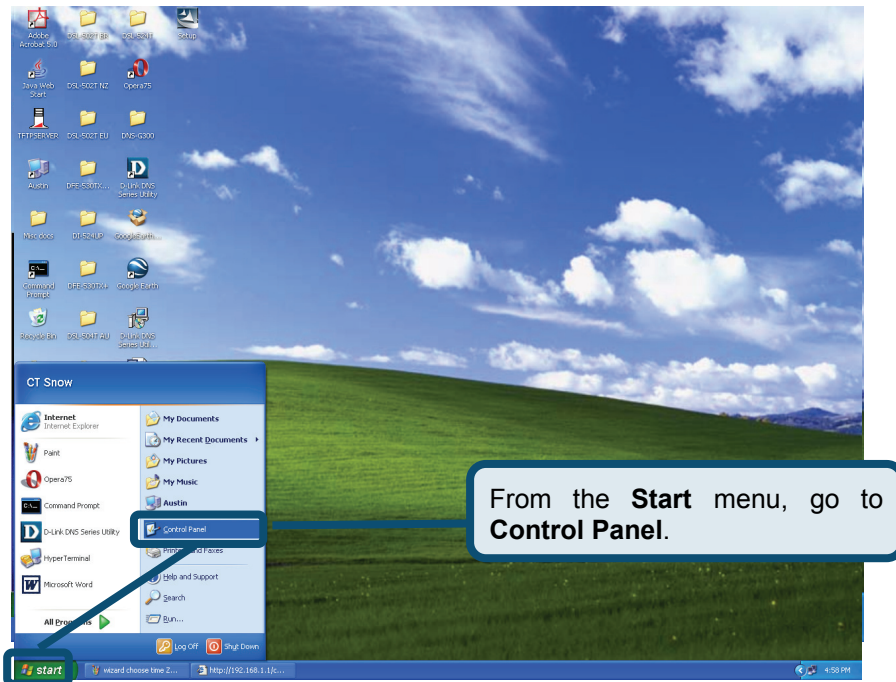 Adobe
Acrobat 5.0
DSL-502T BR
DSL-524R
Setup
Java Web
Start
DSL-502T NZ
Opera75
TFTPSERVER
DSL-502T EU
DNS-G300
Austin
DFE-530TX...
D-Link DNS
Series Utility
Misc docs
DI-524UP
GoogleEarth...
Command
Prompt
DFE-530TX+
Google Earth
Recycle Bin
DSL-504T AU
D-Link DNS
Series Util...
CT Snow
Internet
Internet Explorer
Paint
Opera75
Command Prompt
D-Link DNS Series Utility
HyperTerminal
Microsoft Word
All Programs
My Documents
My Recent Documents
My Pictures
My Music
Austin
Control Panel
Printers and Faxes
Help and Support
Search
Run...
Log Off
Shut Down
From the Start menu, go to
Control Panel.
start
wizard choose time Z...
http://192.168.1.1/c...
4:58 PM